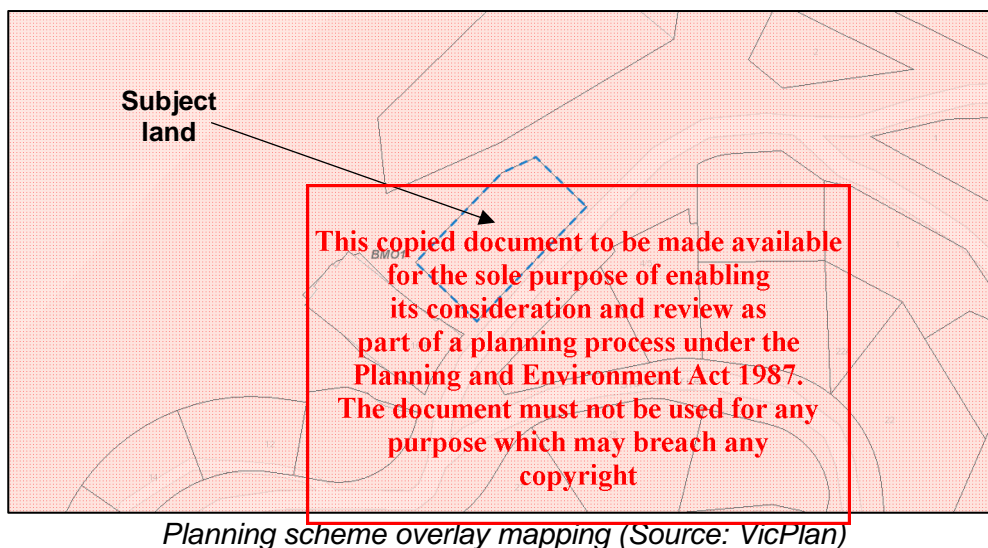 Subject
land
BMO1
This copied document to be made available
for the sole purpose of enabling
its consideration and review as
part of a planning process under the
Planning and Environment Act 1987.
The document must not be used for any
purpose which may breach any
copyright
Planning scheme overlay mapping (Source: VicPlan)